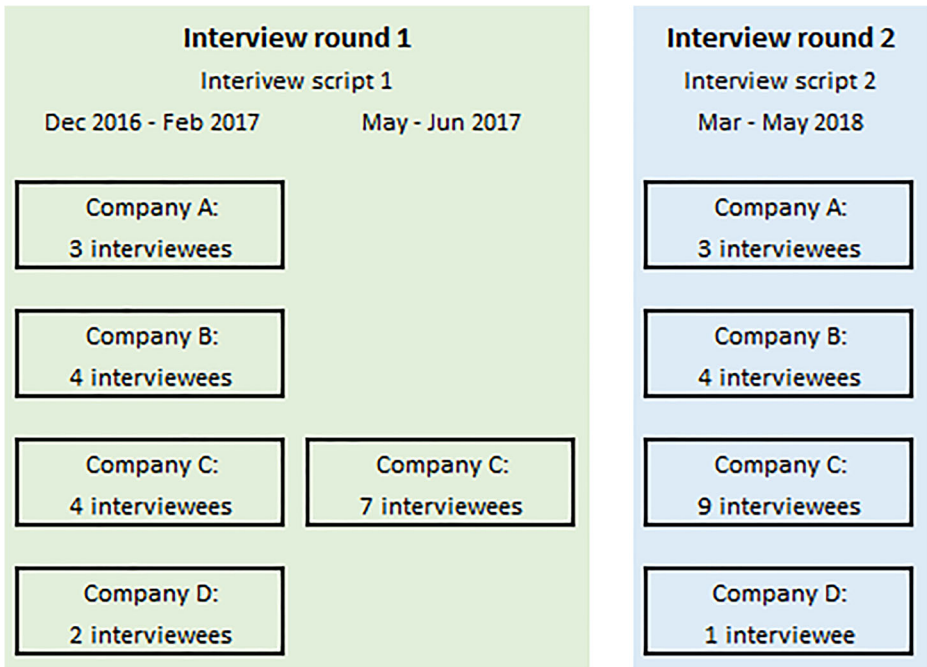 Interview round 1
Interivew script 1
Dec 2016 - Feb 2017
May - Jun 2017
Company A:
3 interviewees
Company B:
4 interviewees
Company C:
4 interviewees
Company C:
7 interviewees
Company D:
2 interviewees
Interview round 2
Interview script 2
Mar - May 2018
Company A:
3 interviewees
Company B:
4 interviewees
Company C:
9 interviewees
Company D:
1 interviewee